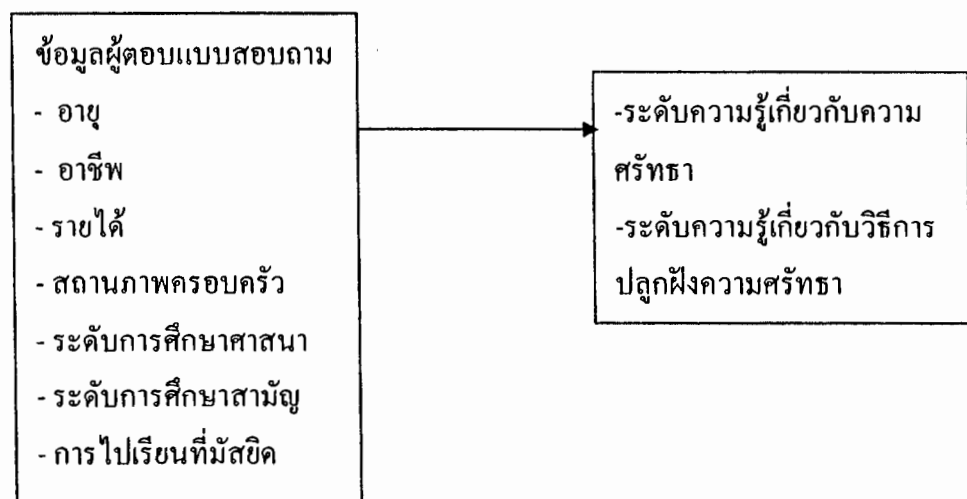 ข้อมูลผู้ตอบแบบสอบถาม
- อายุ
- อาชีพ
- รายได้
- สถานภาพครอบครัว
- ระดับการศึกษาศาสนา
- ระดับการศึกษาสามัญ
- การไปเรียนที่มัสยิด
-ระดับความรู้เกี่ยวกับความ
ศรัทธา
-ระดับความรู้เกี่ยวกับวิธีการ
ปลูกฝังความศรัทธา